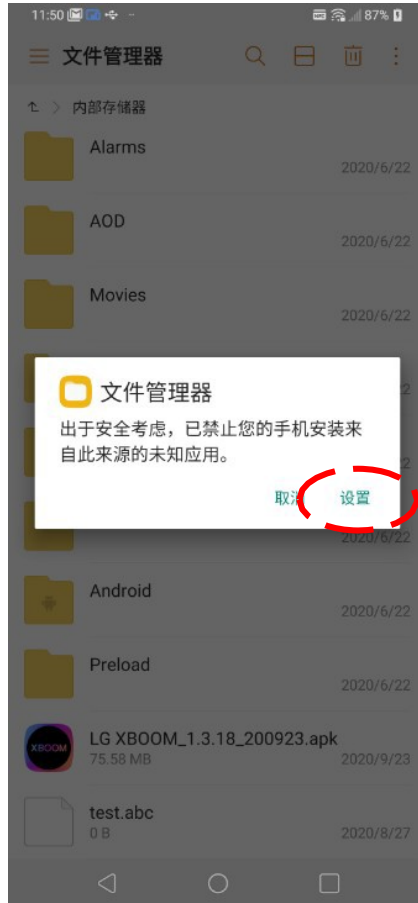 11:50
87%
文件管理器
内部存储器
Alarms
2020/6/22
AOD
2020/6/22
Movies
2020/6/22
文件管理器
出于安全考虑，已禁止您的手机安装来
自此来源的未知应用。
设置
2020/6/22
Android
2020/6/22
Preload
2020/6/22
XBOOM
LG XBOOM_1.3.18_200923.apk
75.58 MB
2020/9/23
test.abc
0 B
2020/8/27